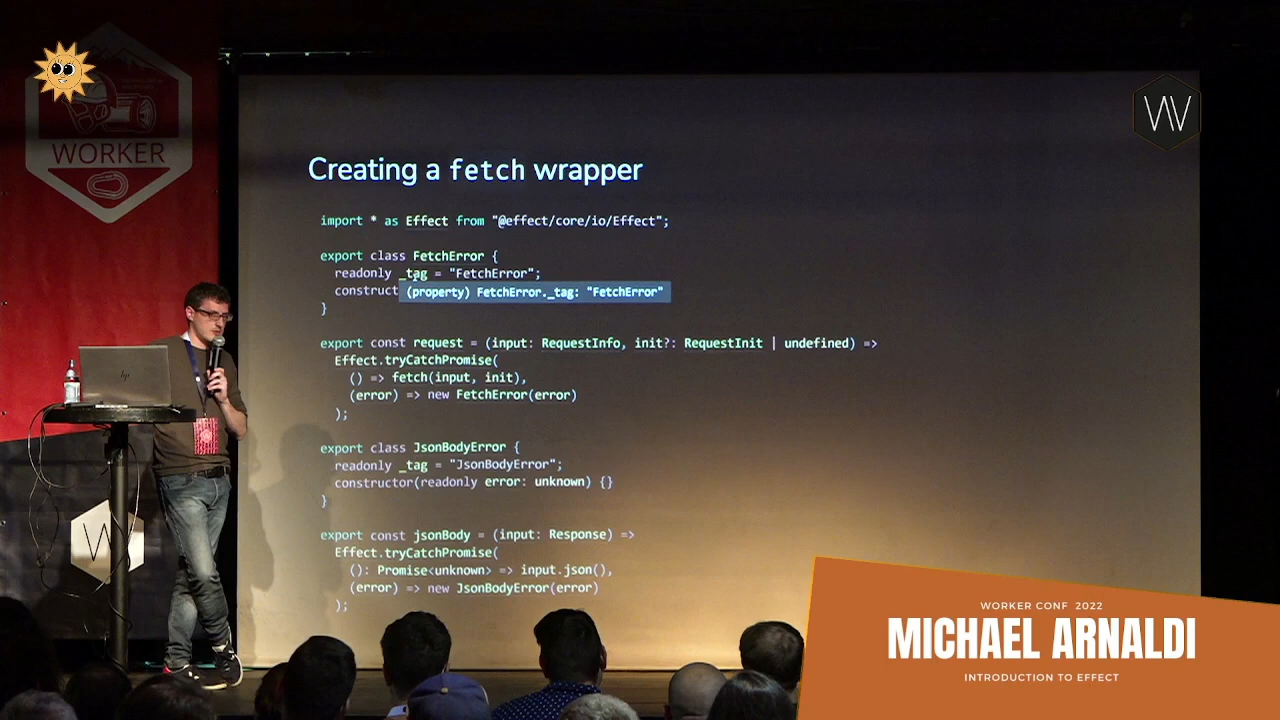 WORKER
W
Creating a fetch wrapper
import * as Effect from "@effect/core/io/Effect";
export class FetchError {
readonly _tag = "FetchError";
construct (property) FetchError._tag: "FetchError"
}
export const request = (input: RequestInfo, init?: RequestInit | undefined) =>
Effect.tryCatchPromise(
() => fetch(input, init),
(error) => new FetchError(error)
);
export class JsonBodyError {
readonly _tag = "JsonBodyError";
constructor(readonly error: unknown) {}
}
export const jsonBody = (input: Response) =>
Effect.tryCatchPromise(
(): Promise<unknown> => input.json(),
(error) => new JsonBodyError(error)
);
hp
W
WORKER CONF 2022
MICHAEL ARNALDI
INTRODUCTION TO EFFECT